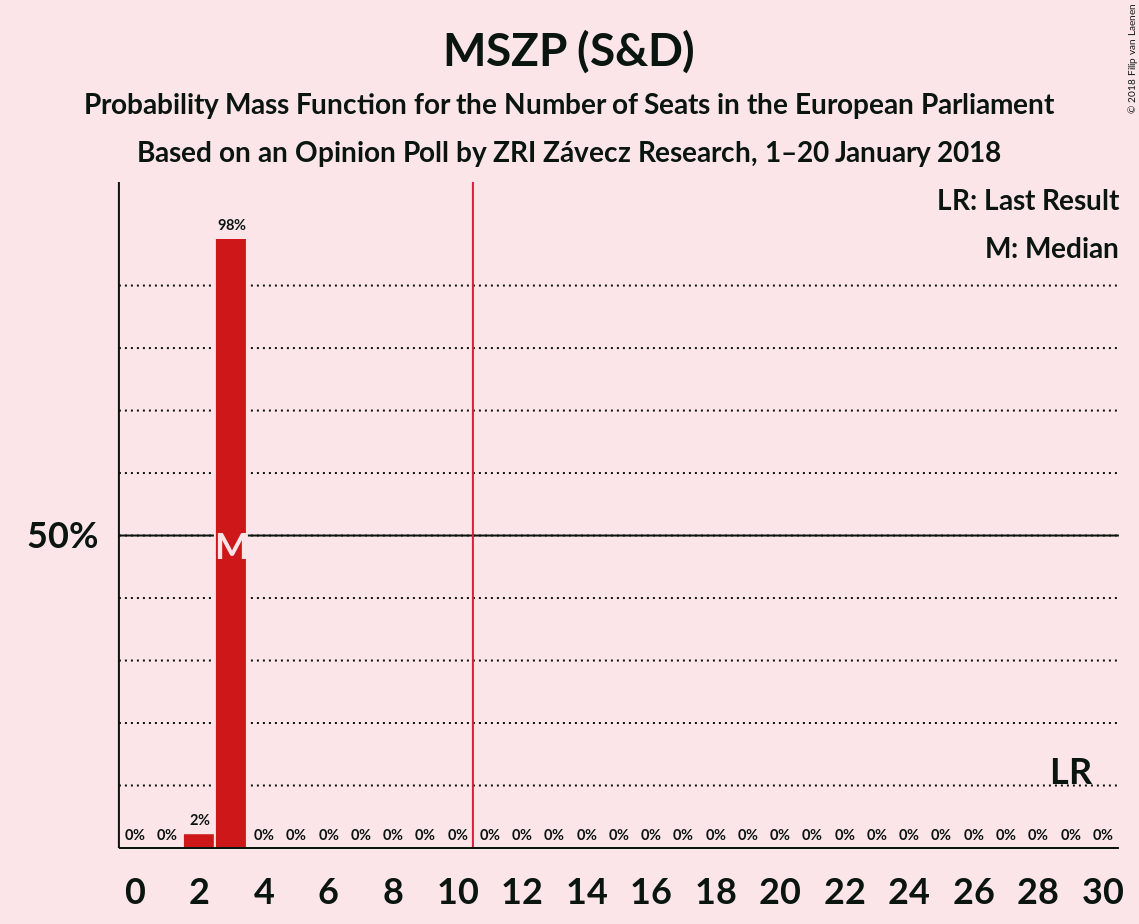 MSZP (S&D)
Probability Mass Function for the Number of Seats in the European Parliament
Based on an Opinion Poll by ZRI Závecz Research, 1–20 January 2018
© 2018 Filip van Laenen
LR: Last Result
M: Median
98%
50%
M
LR
2%
0% 0% 0% 0% 0% 0% 0% 0% 0% 0% 0% 0% 0% 0% 0% 0% 0% 0% 0% 0% 0% 0% 0% 0% 0% 0% 0% 0% 0%
0 2 4 6 8 10 12 14 16 18 20 22 24 26 28 30